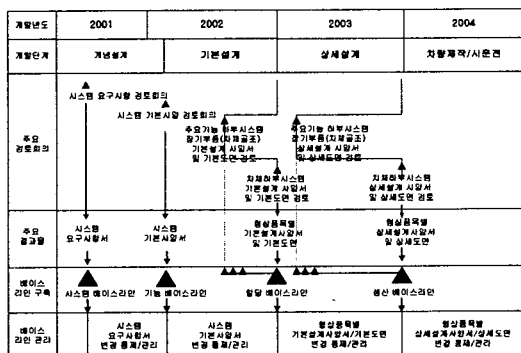 개발년도
2001
2002
2003
2004
개발단계
개념설계
기본설계
상세설계
차량제작/시운전
주요
검토회의
시스템 요구사항 검토회의
시스템 기본사양 검토회의
주요기능 하부시스템
장기부품(차체골조)
기본설계 사양서
및 기본도면 검토
주요기능 하부시스템
장기부품(차체골조)
상세설계 사양서
및 상세도면 검토
차체하부시스템
기본설계 사양서
및 기본도면 검토
차체하부시스템
상세설계 사양서
및 상세도면 검토
주요
결과물
시스템
요구사항서
시스템
기본사양서
형상품목별
기본설계사양서
및 기본도면
형상품목별
상세설계사양서
및 상세도면
베이스
라인 구축
시스템 베이스라인
기능 베이스라인
할당 베이스라인
생산 베이스라인
베이스
라인 관리
시스템
요구사항서
변경 통제/관리
시스템
기본사양서
변경 통제/관리
형상품목별
기본설계사양서/기본도면
변경 통제/관리
형상품목별
상세설계사양서/상세도면
변경 통제/관리